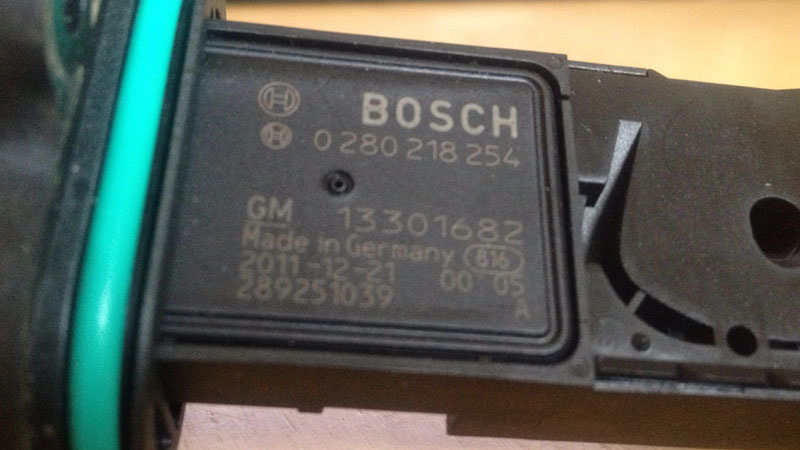 BOSCH
0 280 218 254
GM 13301682
Made in Germany 816
2011-12-21 00 05
289251039 A